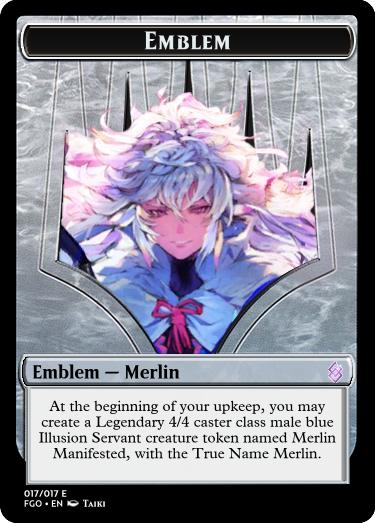 EMBLEM
Emblem — Merlin
At the beginning of your upkeep, you may
create a Legendary 4/4 caster class male blue
Illusion Servant creature token named Merlin
Manifested, with the True Name Merlin.
017/017 E
FGO • EN Taiki